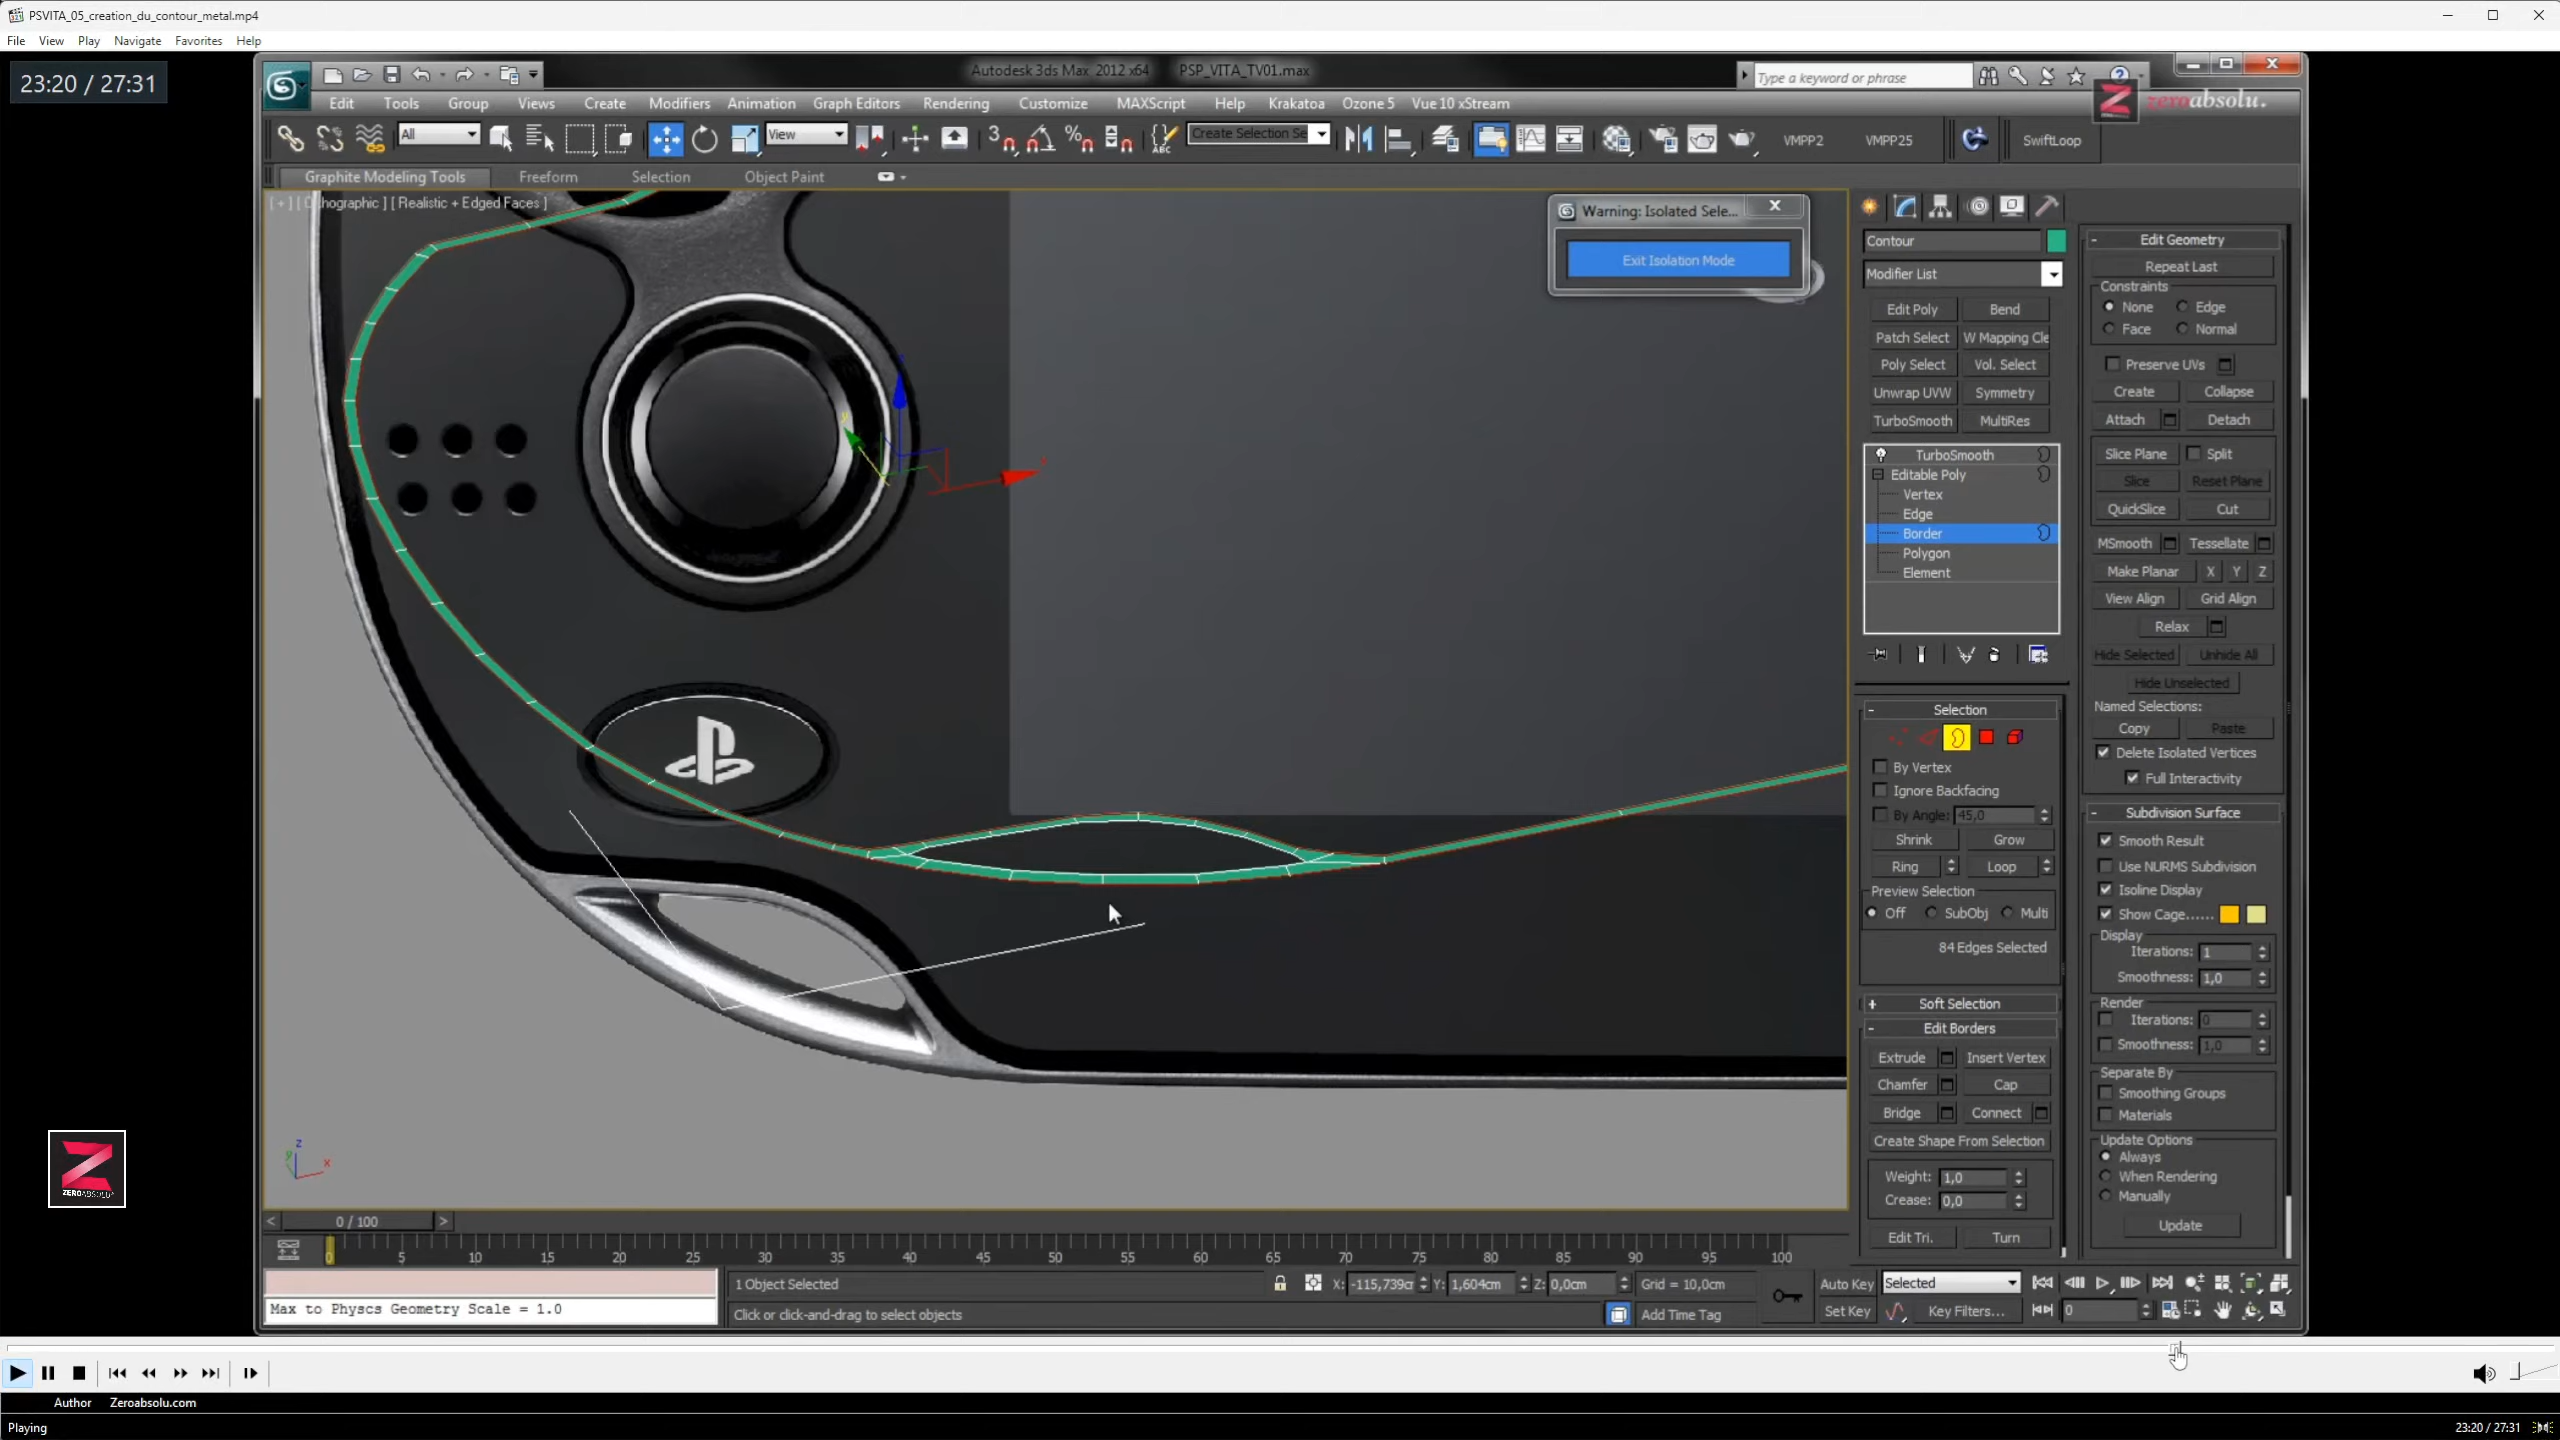 PSVITA_05_creation_du_contour_metal.mp4
File View Play Navigate Favorites Help
23:20 / 27:31
Autodesk 3ds Max 2012 x64 PSP_VITA_TV01.max
Type a keyword or phrase
Edit Tools Group Views Create Modifiers Animation Graph Editors Rendering Customize MAXScript Help Krakatoa Ozone 5 Vue 10 xStream
zeroabsolu.
All View Create Selection Se VMPP2 VMPP25 SwiftLoop
Graphite Modeling Tools Freeform Selection Object Paint
[ Realistic + Edged Faces ]
Warning: Isolated Sele...
Exit Isolation Mode
Contour
Modifier List
Edit Poly Bend
Patch Select W Mapping Cle
Poly Select Vol. Select
Unwrap UVW Symmetry
TurboSmooth MultiRes
TurboSmooth
Editable Poly
Vertex
Edge
Border
Polygon
Element
Selection
By Vertex
Ignore Backfacing
By Angle: 45,0
Shrink Grow
Ring Loop
Preview Selection
Off SubObj Multi
84 Edges Selected
Soft Selection
Edit Borders
Extrude Insert Vertex
Chamfer Cap
Bridge Connect
Create Shape From Selection
Weight: 1,0
Crease: 0,0
Edit Tri. Turn
Edit Geometry
Repeat Last
Constraints
None Edge
Face Normal
Preserve UVs
Create Collapse
Attach Detach
Slice Plane Split
Slice Reset Plane
QuickSlice Cut
MSmooth Tessellate
Make Planar X Y Z
View Align Grid Align
Relax
Hide Selected Unhide All
Hide Unselected
Named Selections:
Copy Paste
Delete Isolated Vertices
Full Interactivity
Subdivision Surface
Smooth Result
Use NURMS Subdivision
Isoline Display
Show Cage......
Display
Iterations: 1
Smoothness: 1,0
Render
Iterations: 0
Smoothness: 1,0
Separate By
Smoothing Groups
Materials
Update Options
Always
When Rendering
Manually
Update
z
y
x
ZEROABSOLU
< 0 / 100 >
0 5 10 15 20 25 30 35 40 45 50 55 60 65 70 75 80 85 90 95 100
1 Object Selected X: -115,739cr Y: 1,604cm Z: 0,0cm Grid = 10,0cm Auto Key Selected
Max to Physcs Geometry Scale = 1.0 Click or click-and-drag to select objects Add Time Tag Set Key Key Filters... 0
Author Zeroabsolu.com
Playing 23:20 / 27:31